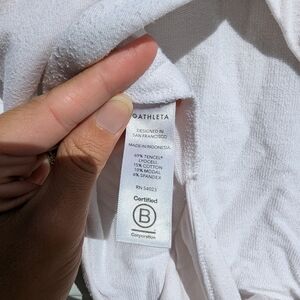 ATHLETA
DESIGNED IN
SAN FRANCISCO
MADE IN INDONESIA
69% TENCEL®
LYOCELL
15% COTTON
10% MODAL
6% SPANDEX
RN 54023
Certified
B
Corporation